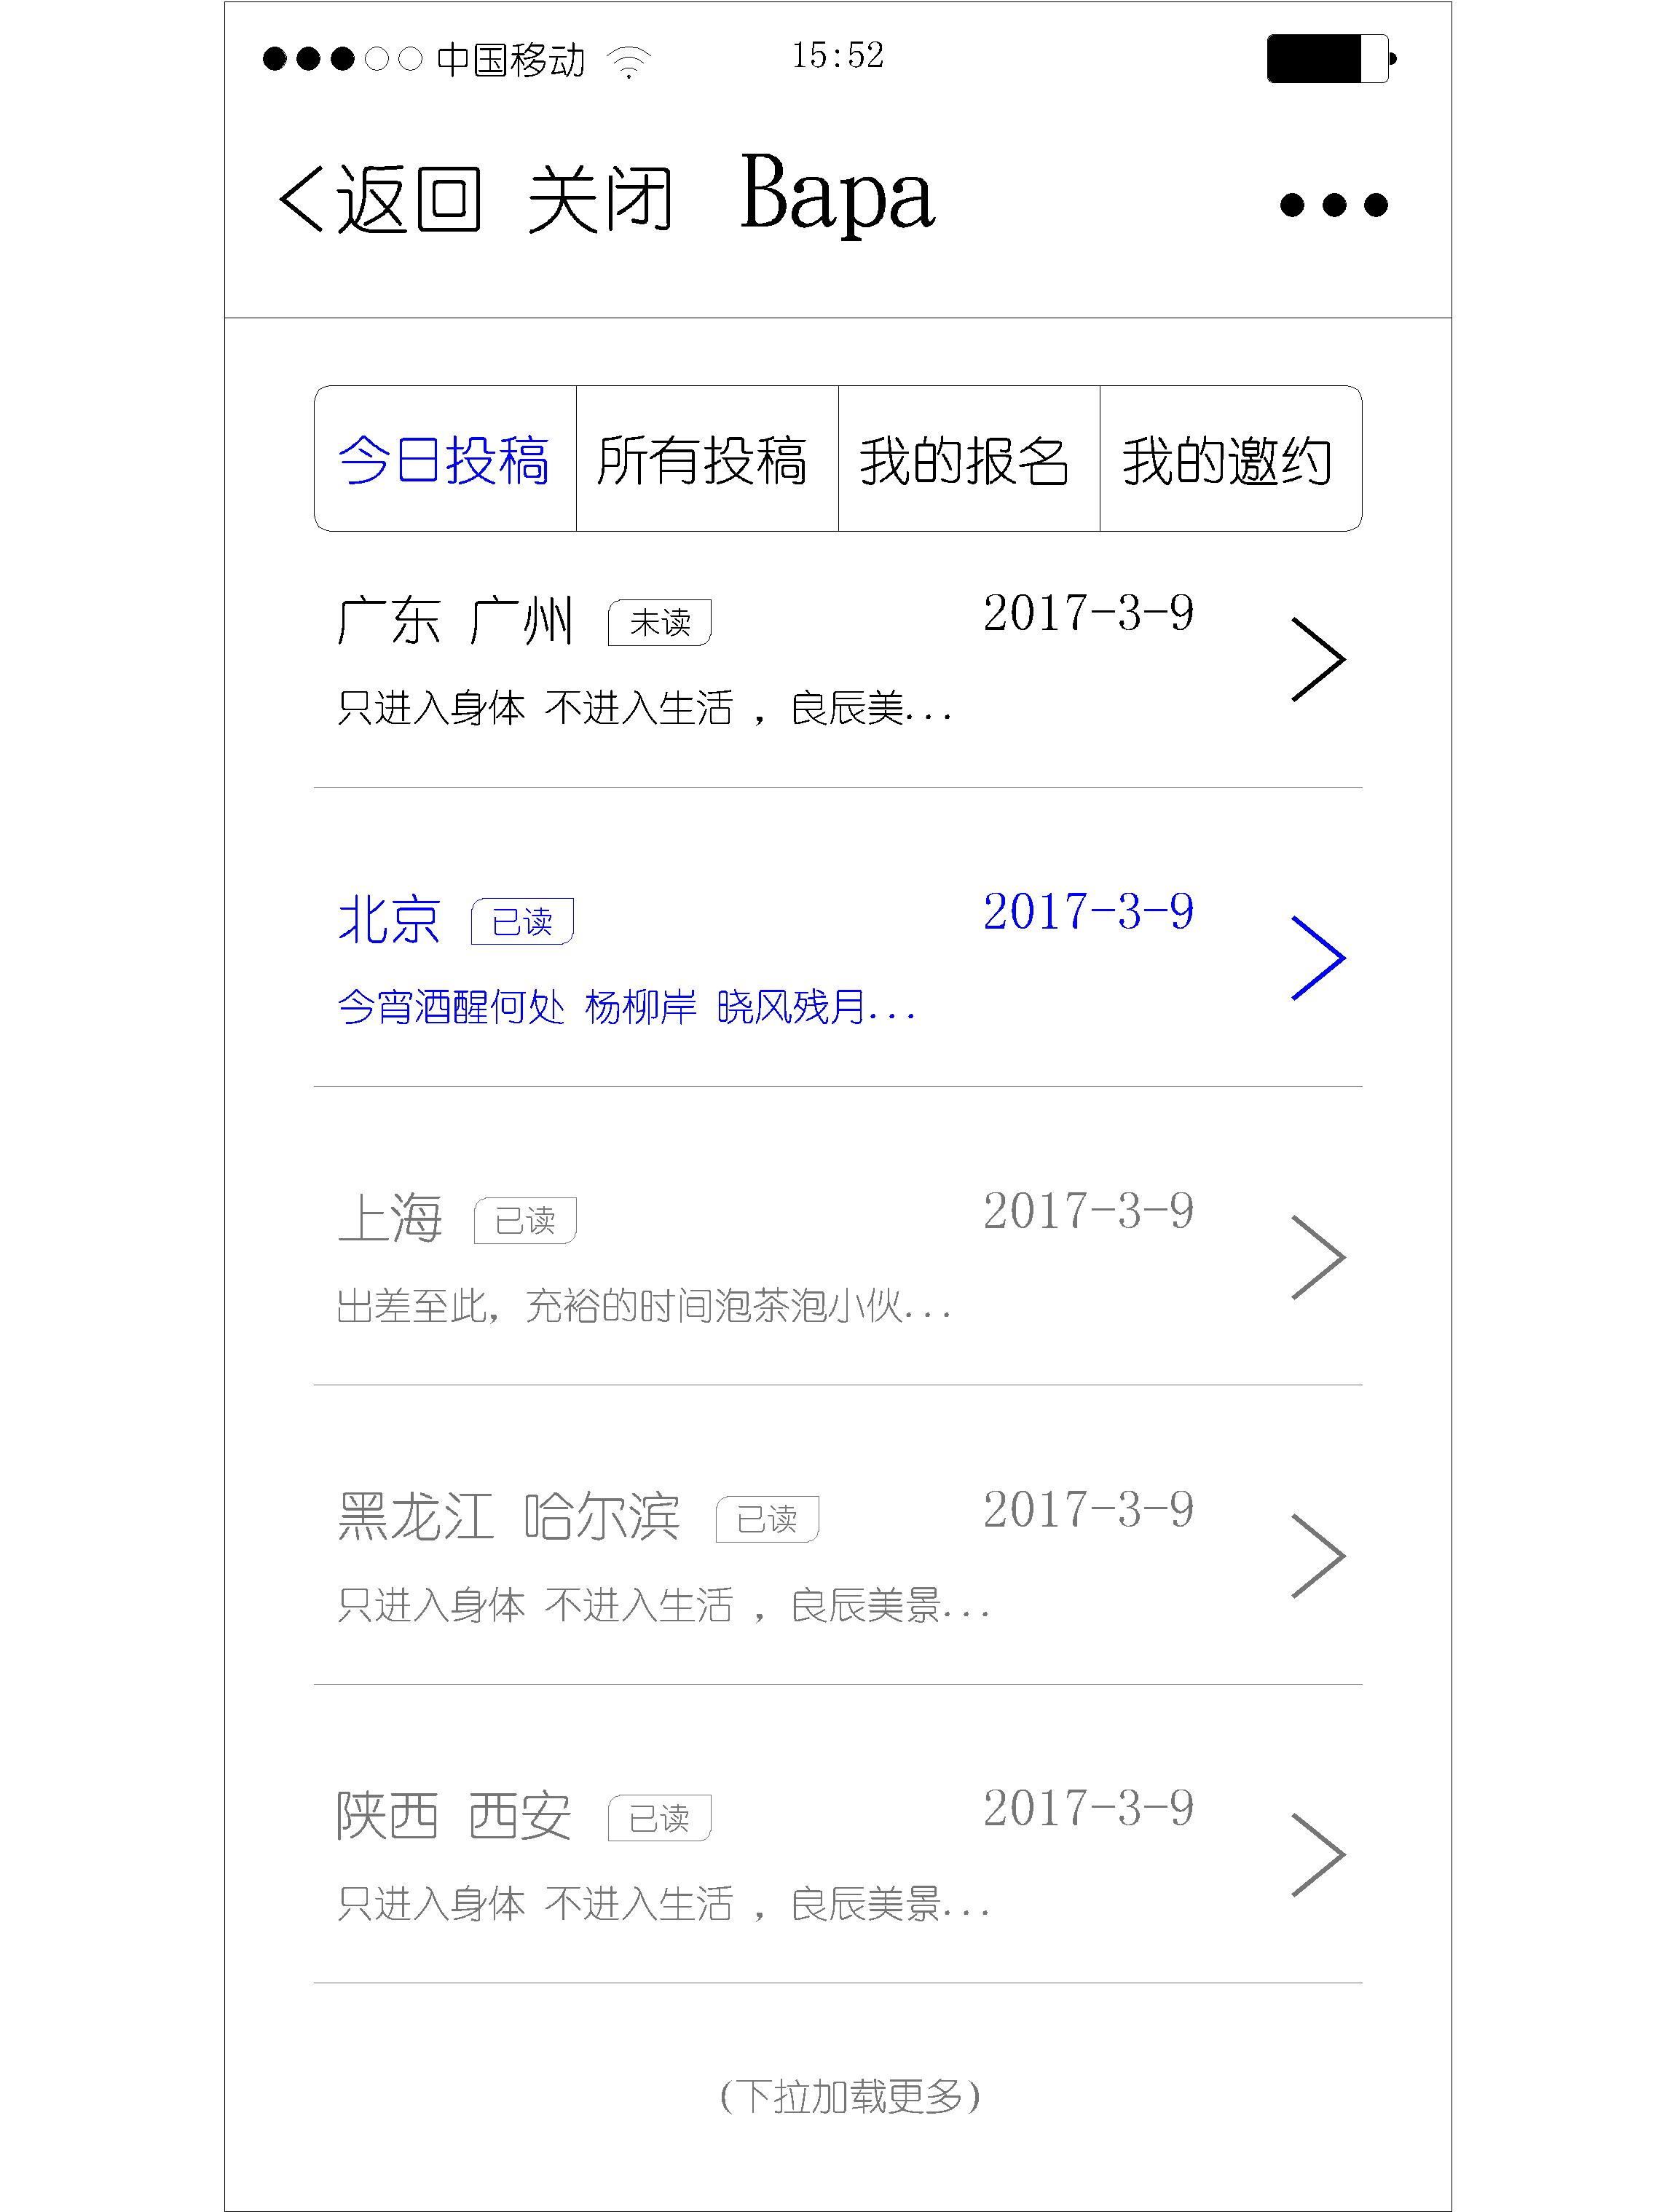 中国移动 15:52
返回 关闭 Bapa
今日投稿 所有投稿 我的报名 我的邀约
广东 广州 未读 2017-3-9
只进入身体 不进入生活 , 良辰美...
北京 已读 2017-3-9
今宵酒醒何处 杨柳岸 晓风残月...
上海 已读 2017-3-9
出差至此, 充裕的时间泡茶泡小伙...
黑龙江 哈尔滨 已读 2017-3-9
只进入身体 不进入生活 , 良辰美景...
陕西 西安 已读 2017-3-9
只进入身体 不进入生活 , 良辰美景...
(下拉加载更多)